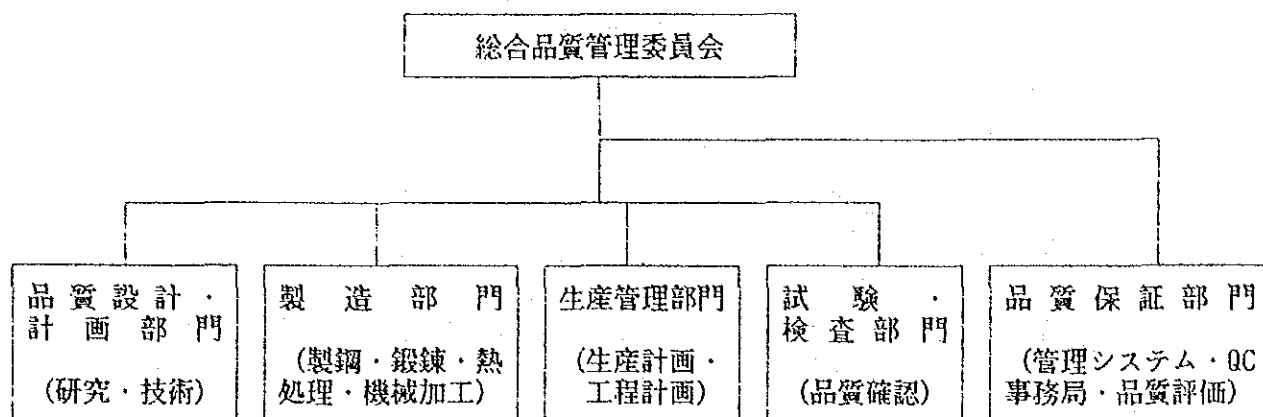 総合品質管理委員会
品質設計・
計画部門
(研究・技術)
製造部門
(製鋼・鍛錬・熱
処理・機械加工)
生産管理部門
(生産計画・
工程計画)
試験・
検査部門
(品質確認)
品質保証部門
(管理システム・QC
事務局・品質評価)